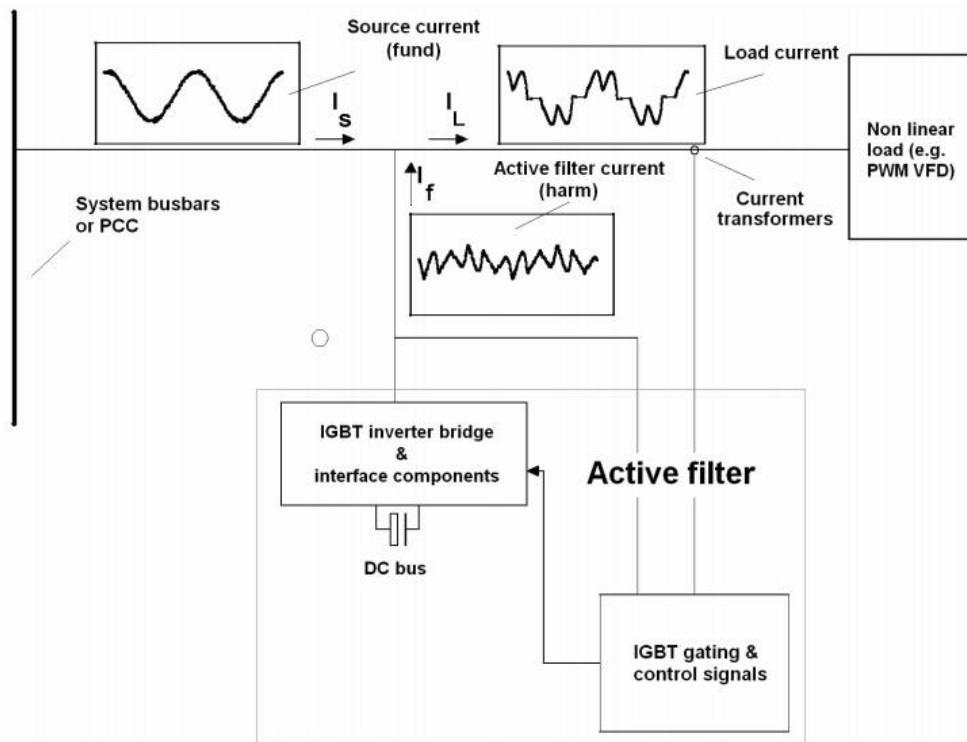 Source current
(fund)
Load current
I
S
I
L
Non linear
load (e.g.
PWM VFD)
I
f
Active filter current
(harm)
Current
transformers
System busbars
or PCC
IGBT inverter bridge
&
interface components
Active filter
DC bus
IGBT gating &
control signals